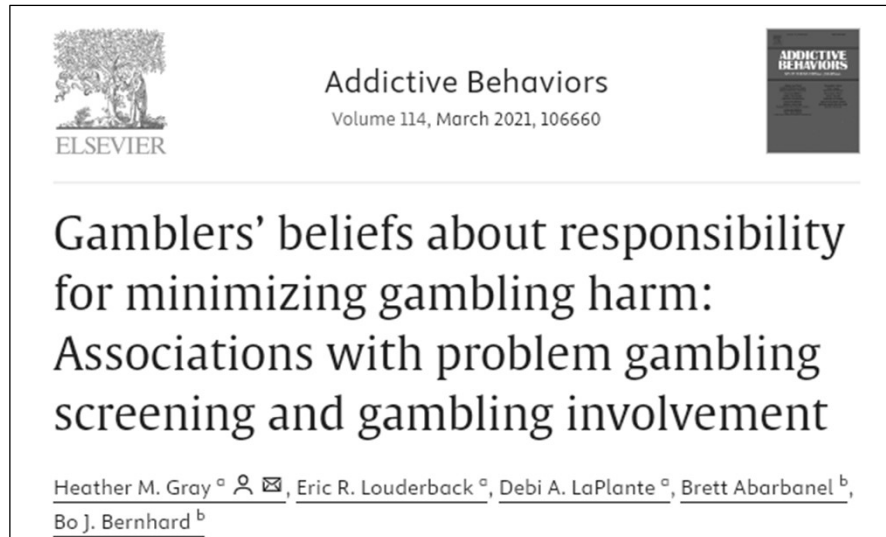 Addictive Behaviors
Volume 114, March 2021, 106660
ELSEVIER
ADDICTIVE
BEHAVIORS
Gamblers’ beliefs about responsibility
for minimizing gambling harm:
Associations with problem gambling
screening and gambling involvement
Heather M. Gray a, Eric R. Louderback a, Debi A. LaPlante a, Brett Abarbanel b,
Bo J. Bernhard b